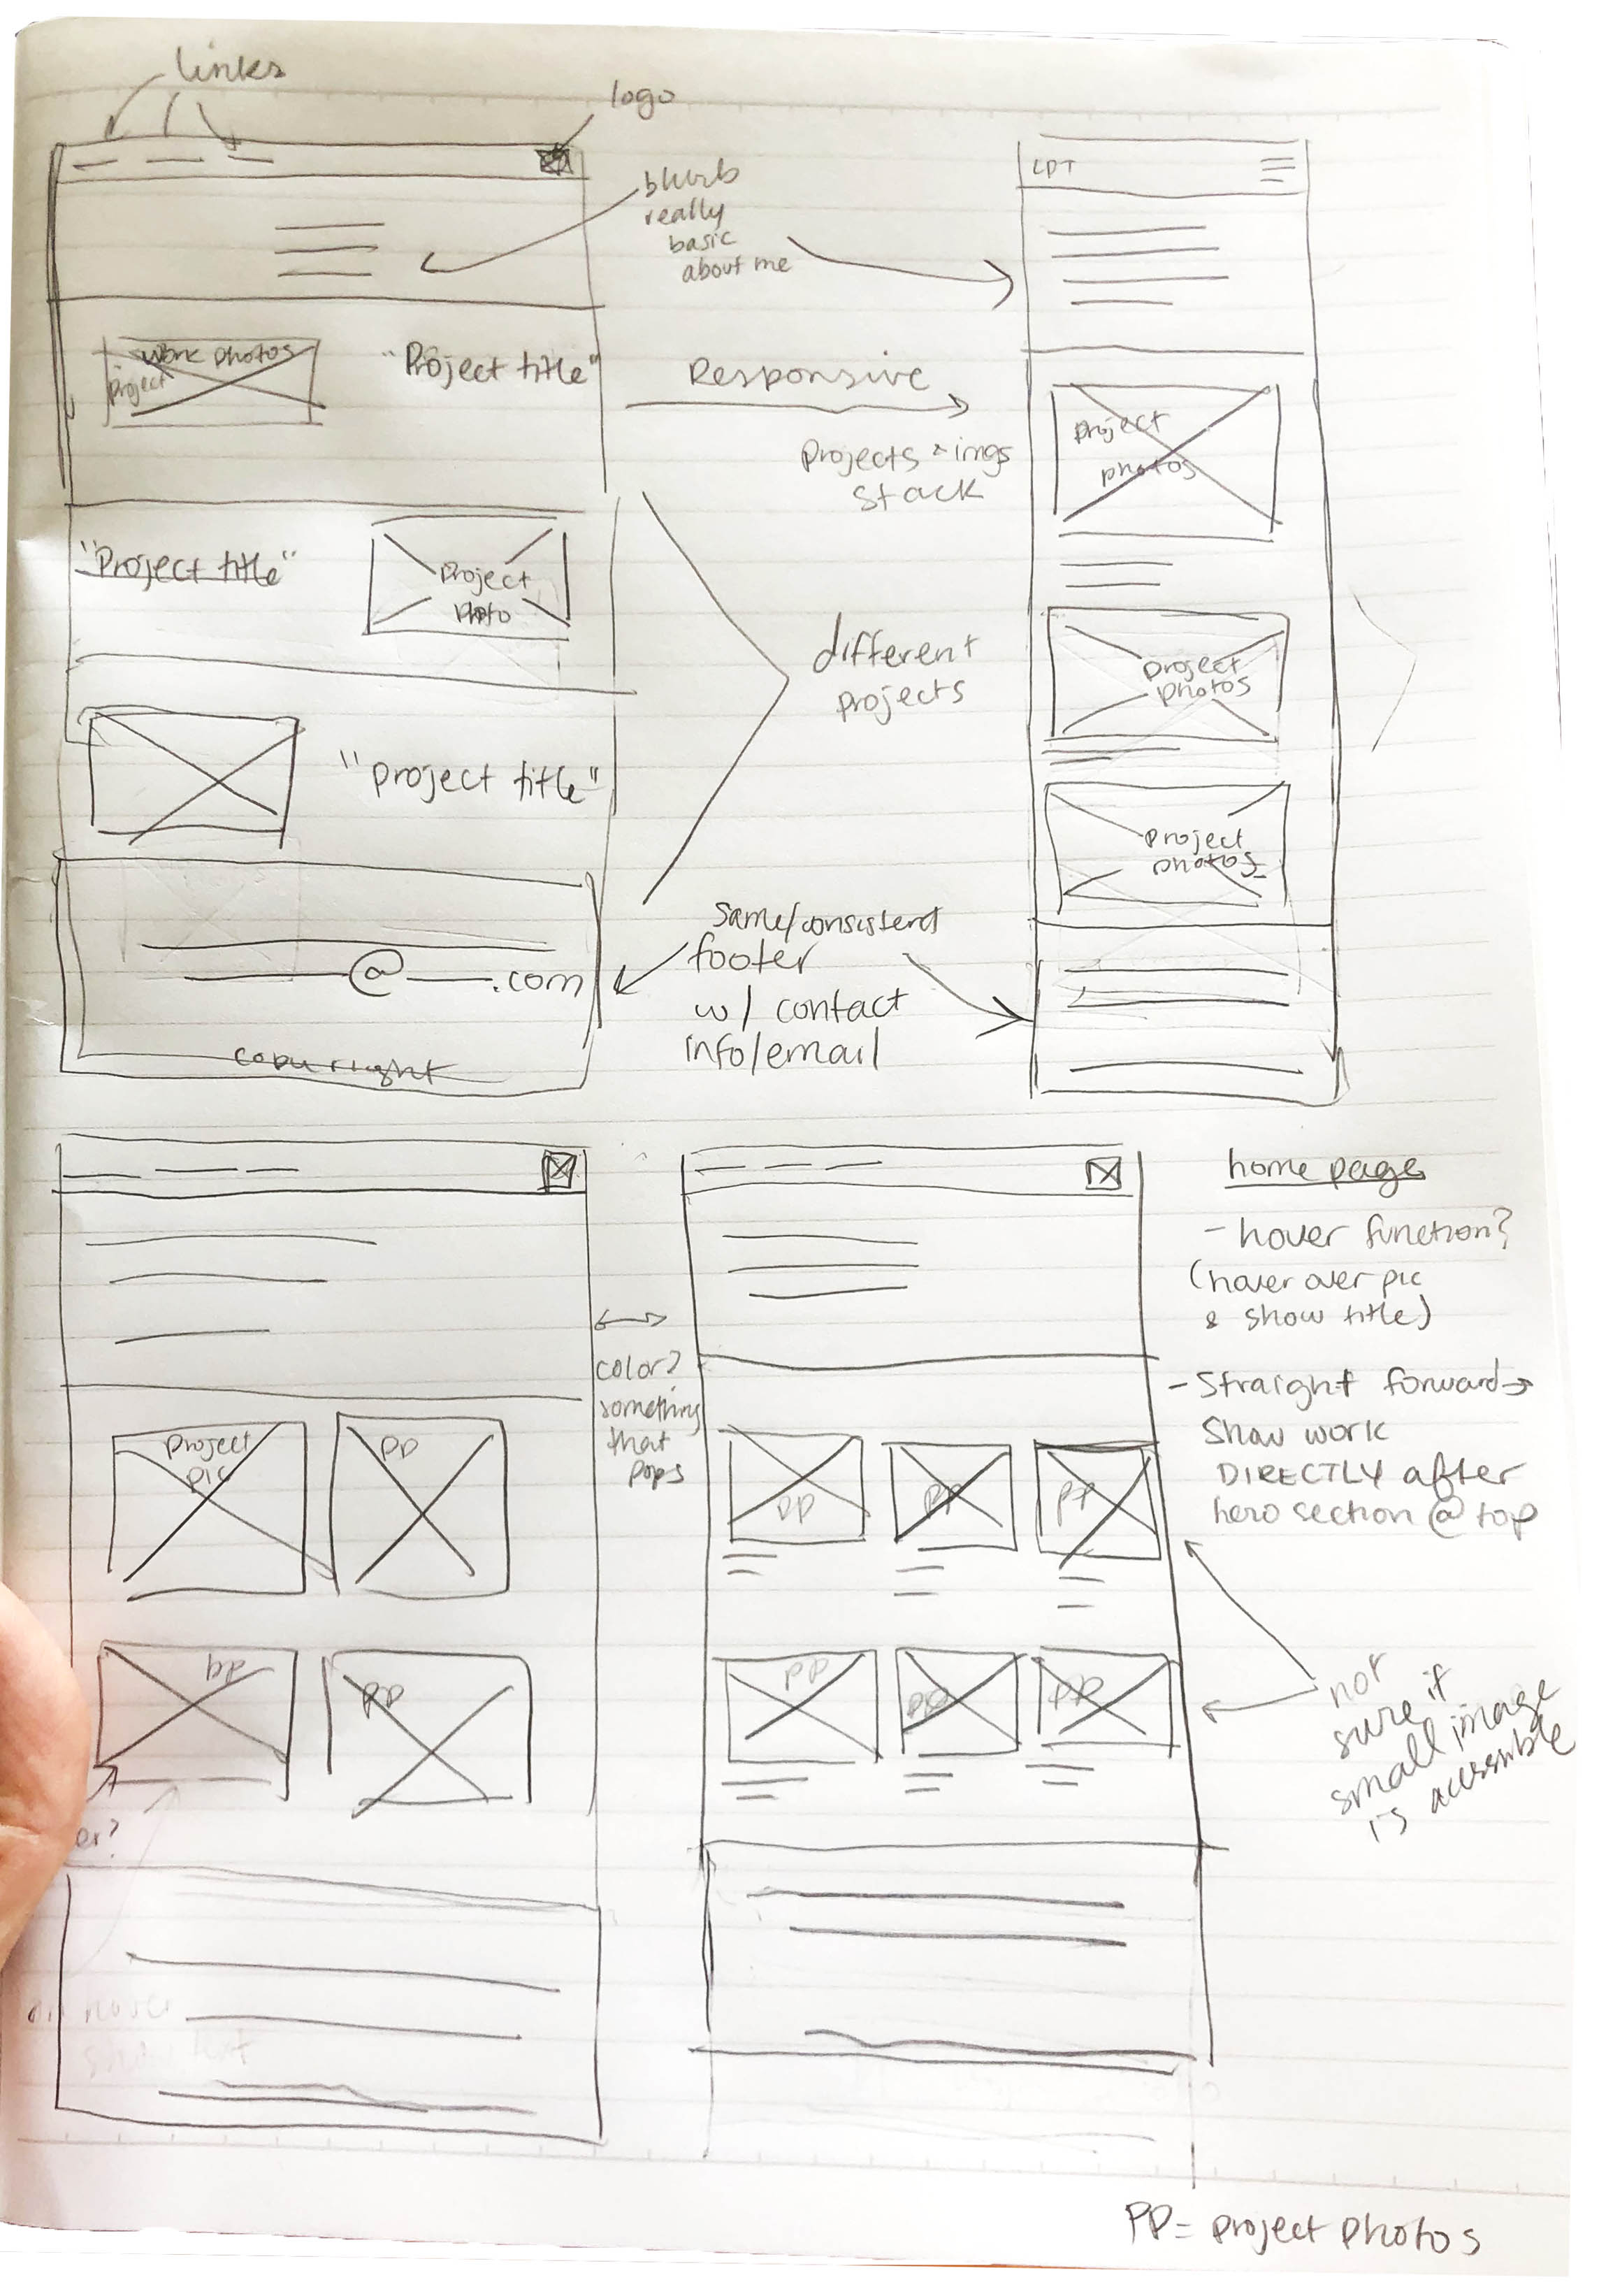 links
logo
blurb
really
basic
about me
LPT
work photos
project
"Project title"
Responsive
Projects + imgs
stack
project
photos
"Project title"
Project
photo
different
projects
project
photos
"project title"
project
photos
same/consistent
footer
w/ contact
info/email
@ .com
copyright
home page
- hover function?
(hover over pic
& show title)
- Straight forward →
Show work
DIRECTLY after
hero section @ top
color?
something
that
pops
project
pic
pp
pp
pp
pp
pp
pp
pp
pp
pp
not
sure if
small image
is acessible
er?
on hover
PP = project photos